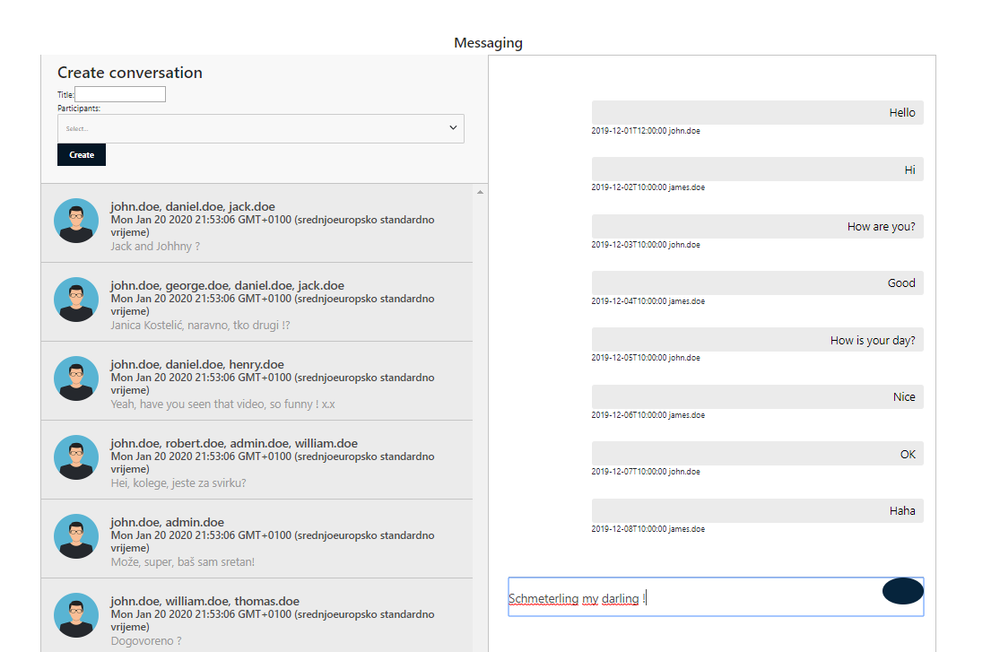 Messaging
Create conversation
Title:
Participants:
Select...
Create
john.doe, daniel.doe, jack.doe
Mon Jan 20 2020 21:53:06 GMT+0100 (srednjoeuropsko standardno
vrijeme)
Jack and Johhny ?
john.doe, george.doe, daniel.doe, jack.doe
Mon Jan 20 2020 21:53:06 GMT+0100 (srednjoeuropsko standardno
vrijeme)
Janica Kostelić, naravno, tko drugi !?
john.doe, daniel.doe, henry.doe
Mon Jan 20 2020 21:53:06 GMT+0100 (srednjoeuropsko standardno
vrijeme)
Yeah, have you seen that video, so funny ! x.x
john.doe, robert.doe, admin.doe, william.doe
Mon Jan 20 2020 21:53:06 GMT+0100 (srednjoeuropsko standardno
vrijeme)
Hei, kolege, jeste za svirku?
john.doe, admin.doe
Mon Jan 20 2020 21:53:06 GMT+0100 (srednjoeuropsko standardno
vrijeme)
Može, super, baš sam sretan!
john.doe, william.doe, thomas.doe
Mon Jan 20 2020 21:53:06 GMT+0100 (srednjoeuropsko standardno
vrijeme)
Dogovoreno ?
Hello
2019-12-01T12:00:00 john.doe
Hi
2019-12-02T10:00:00 james.doe
How are you?
2019-12-03T10:00:00 john.doe
Good
2019-12-04T10:00:00 james.doe
How is your day?
2019-12-05T10:00:00 john.doe
Nice
2019-12-06T10:00:00 james.doe
OK
2019-12-07T10:00:00 john.doe
Haha
2019-12-08T10:00:00 james.doe
Schmeterling my darling !